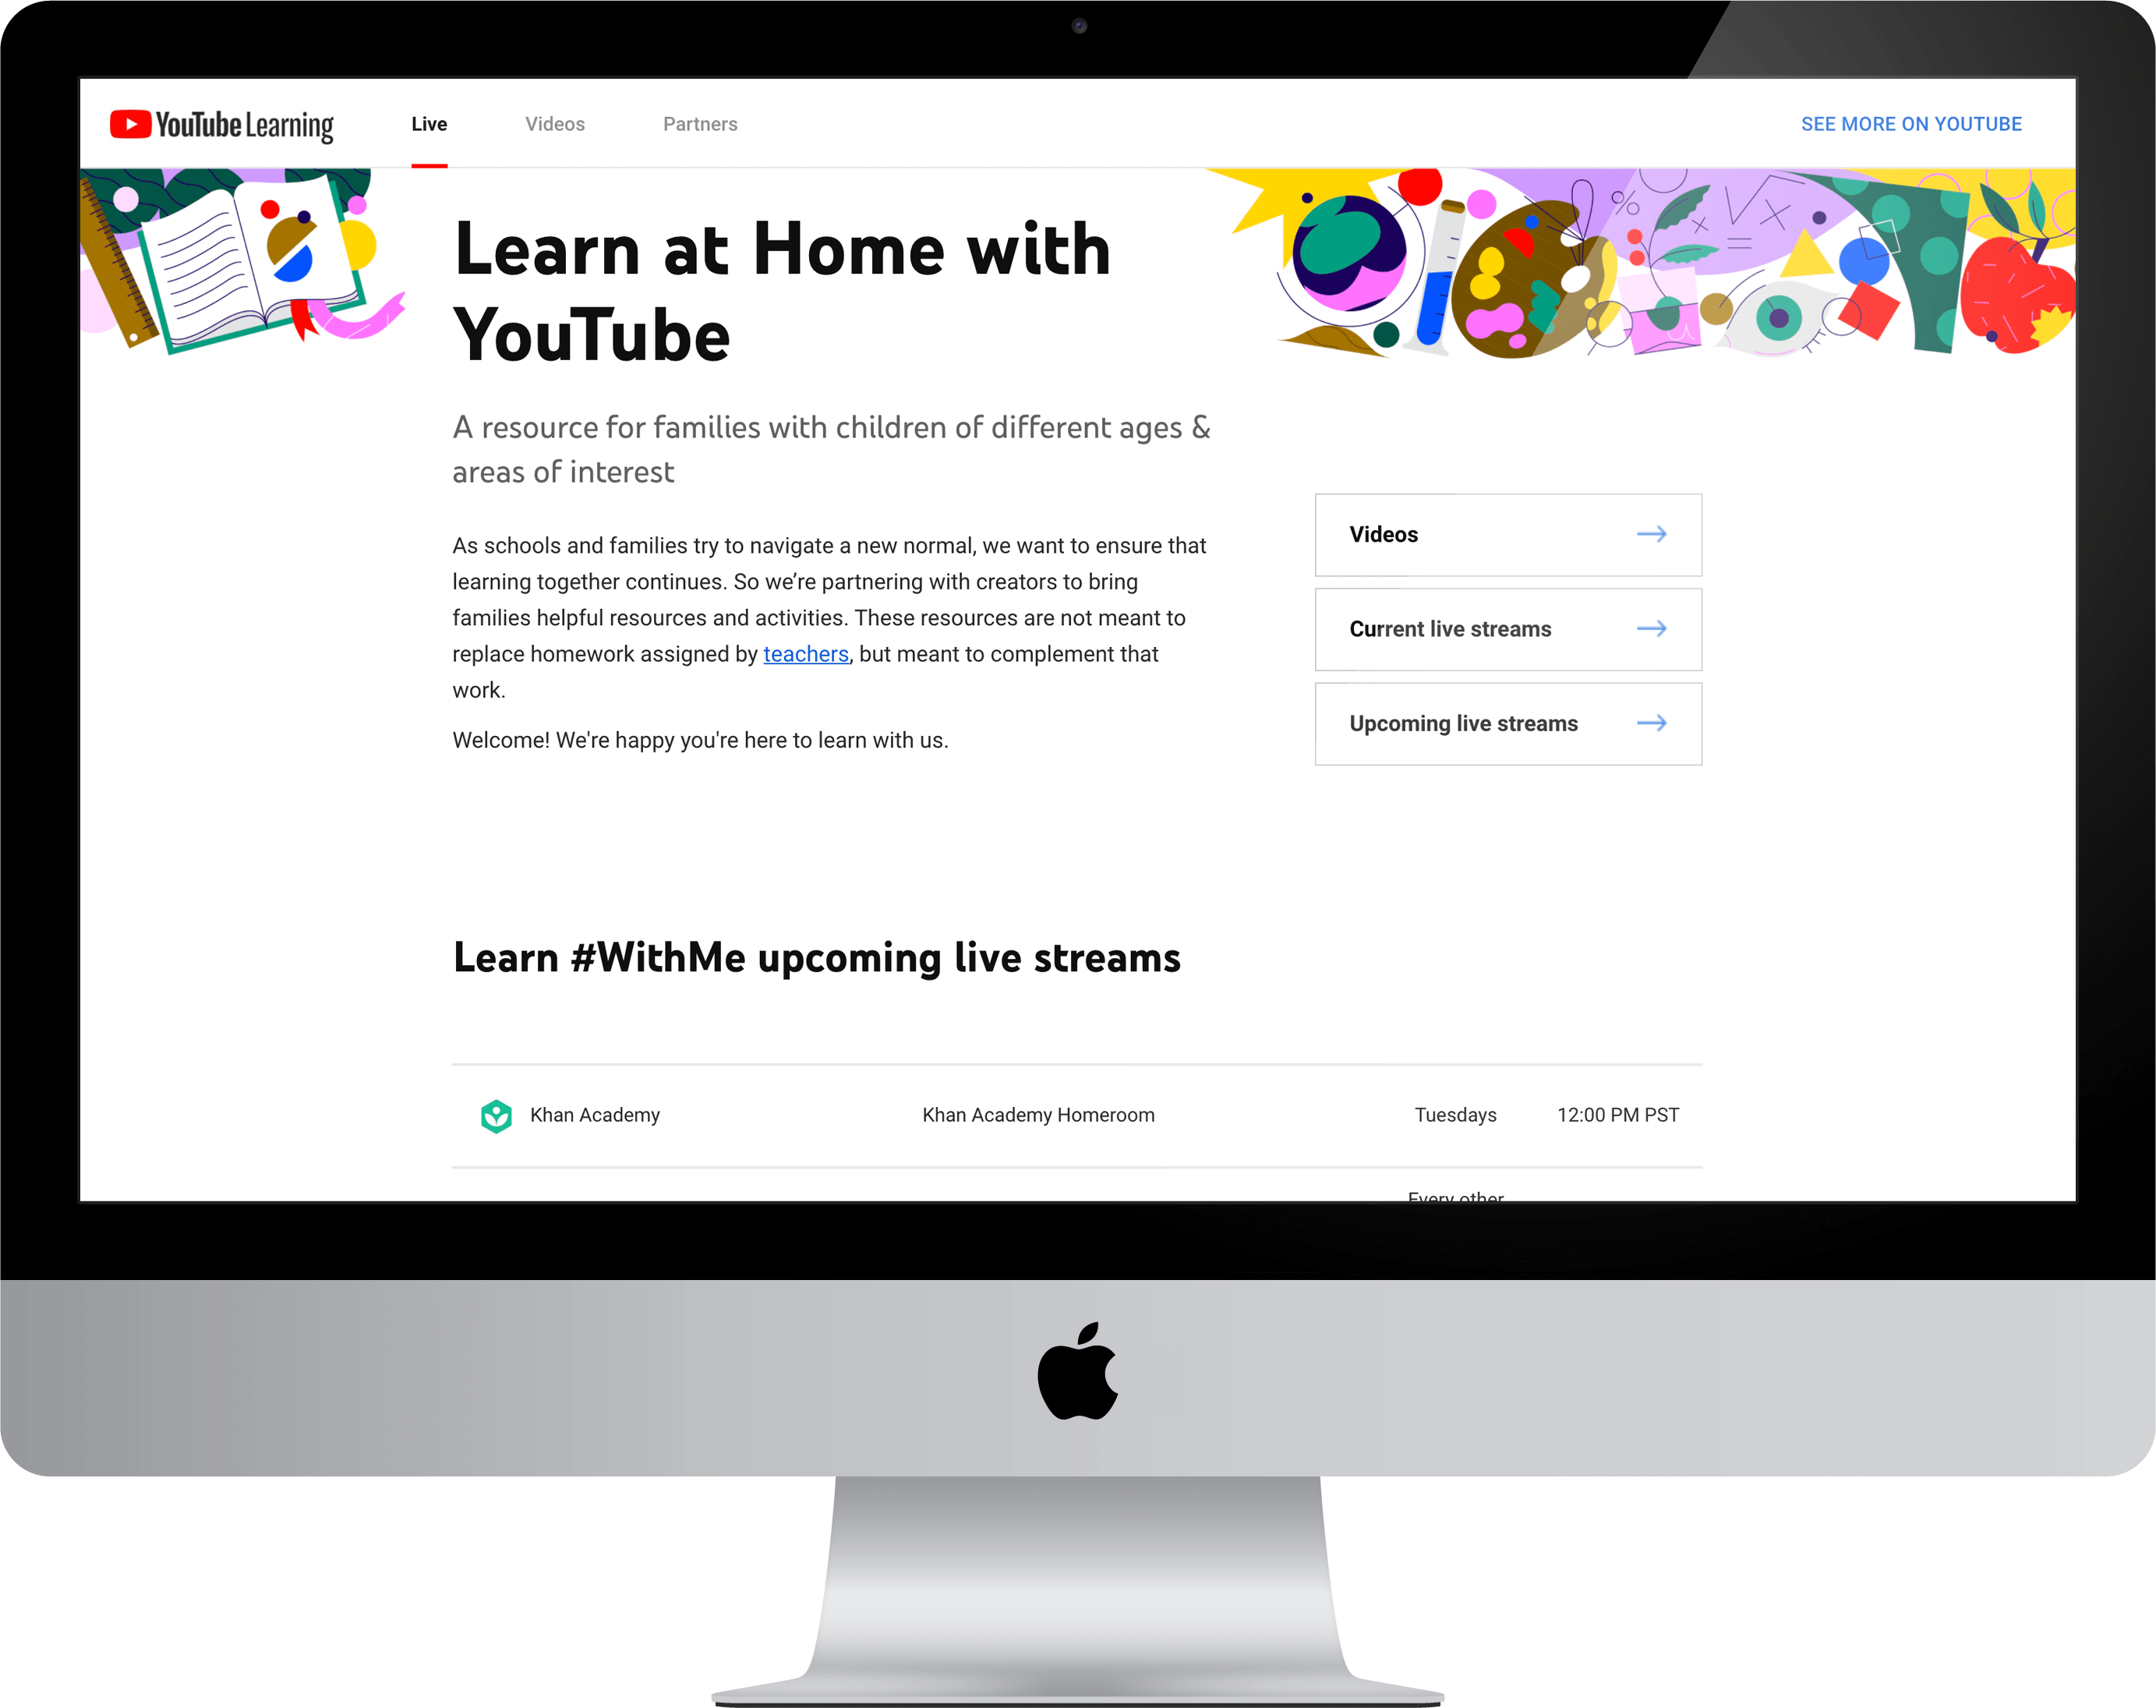 YouTube Learning
Live
Videos
Partners
SEE MORE ON YOUTUBE
Learn at Home with
YouTube
A resource for families with children of different ages &
areas of interest
As schools and families try to navigate a new normal, we want to ensure that
learning together continues. So we’re partnering with creators to bring
families helpful resources and activities. These resources are not meant to
replace homework assigned by teachers, but meant to complement that
work.
Welcome! We're happy you're here to learn with us.
Videos
Current live streams
Upcoming live streams
Learn #WithMe upcoming live streams
Khan Academy
Khan Academy Homeroom
Tuesdays
12:00 PM PST
Every other